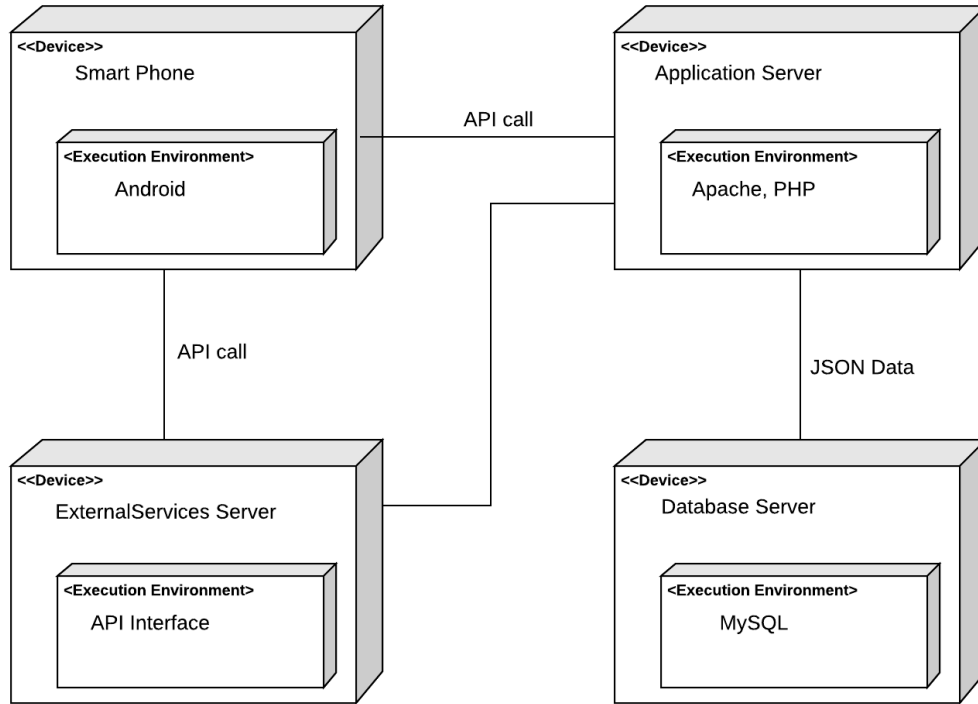 <<Device>>
Smart Phone
<Execution Environment>
Android
API call
<<Device>>
Application Server
<Execution Environment>
Apache, PHP
API call
JSON Data
<<Device>>
ExternalServices Server
<Execution Environment>
API Interface
<<Device>>
Database Server
<Execution Environment>
MySQL